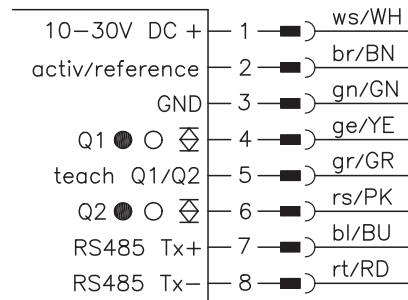 10-30V DC + 1 ws/WH
activ/reference 2 br/BN
GND 3 gn/GN
Q1 4 ge/YE
teach Q1/Q2 5 gr/GR
Q2 6 rs/PK
RS485 Tx+ 7 bl/BU
RS485 Tx- 8 rt/RD